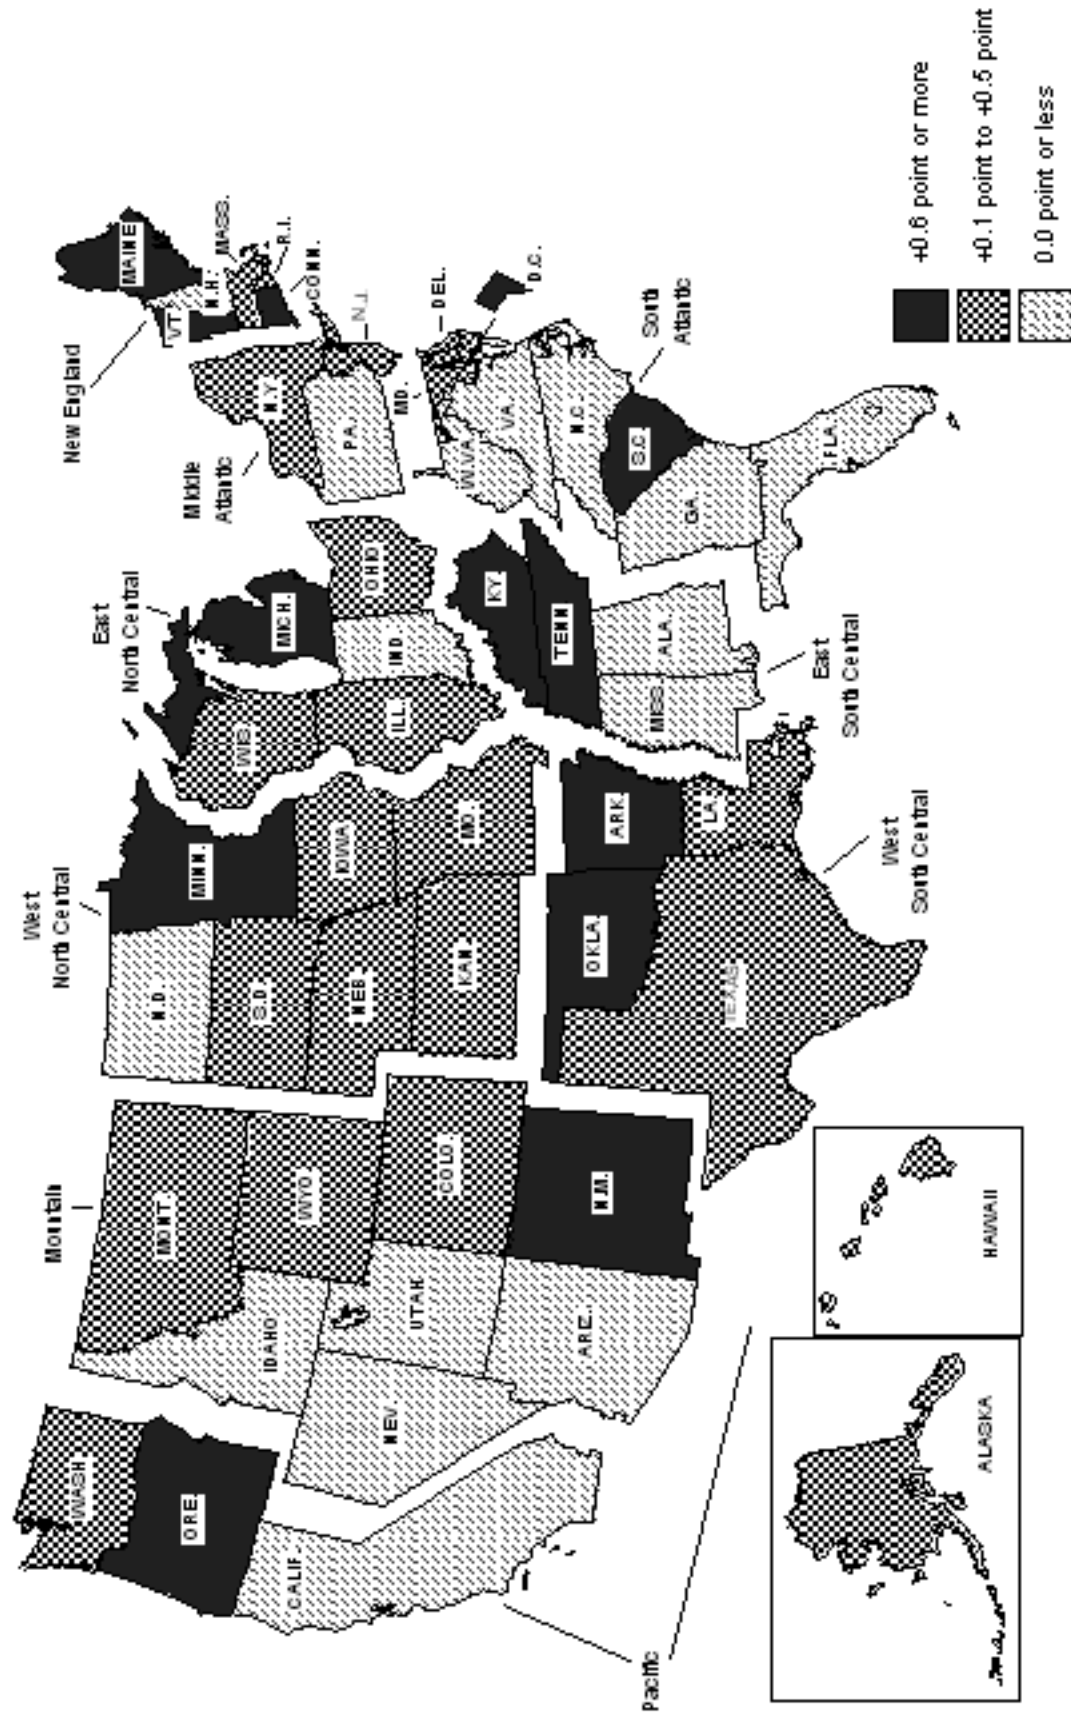 New England
Middle
Atlantic
East
North Central
West
North Central
Mountain
Pacific
West
South Central
East
South Central
South
Atlantic
MAINE
VT
N.H.
MASS.
R.I.
CONN.
N.Y.
N.J.
PA.
DEL.
MD.
D.C.
W.VA.
VA.
N.C.
S.C.
GA.
FLA.
MICH.
OHIO
IND.
ILL.
WIS.
KY.
TENN
ALA.
MISS.
MINN.
IOWA
MO.
N.D.
S.D.
NEB.
KAN.
ARK.
LA.
OKLA.
TEXAS
MONT.
WYO.
COLO.
N.M.
IDAHO
UTAH
ARE.
NEV.
WASH
ORE.
CALIF.
ALASKA
HAWAII
+0.6 point or more
+0.1 point to +0.5 point
0.0 point or less